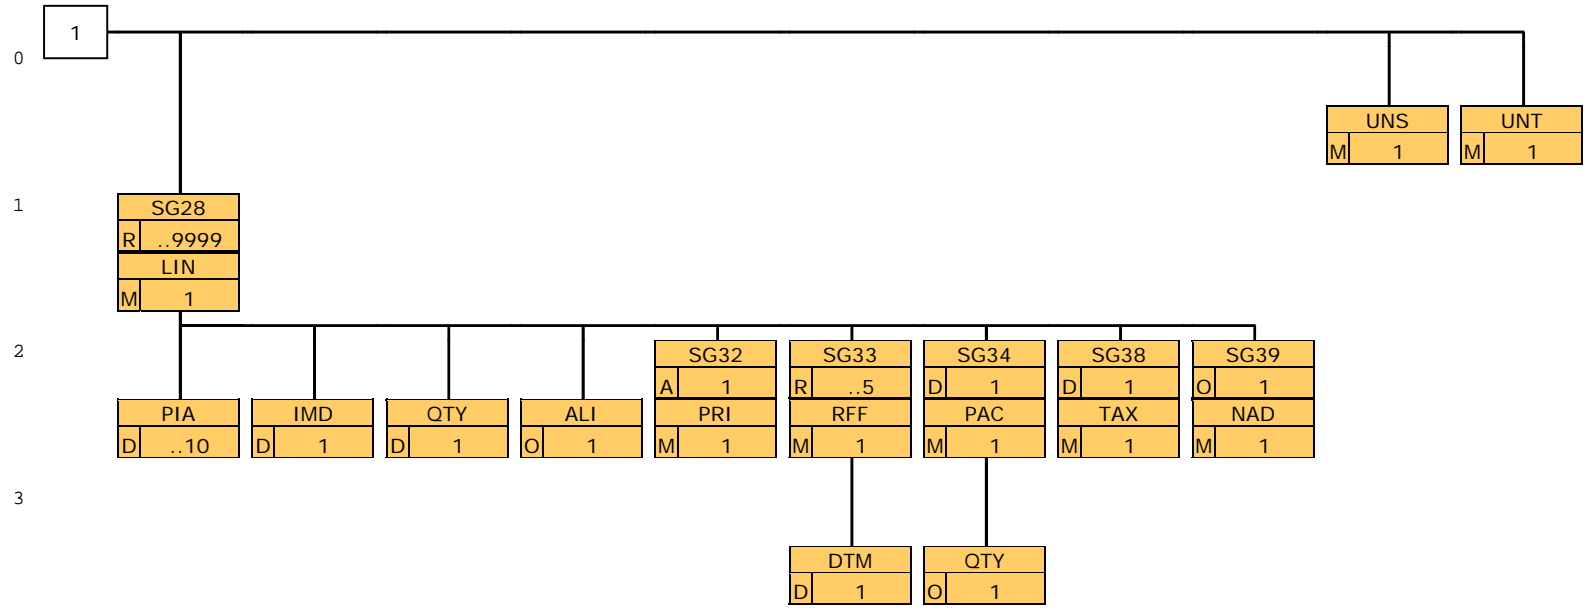 1
0
UNS UNT
M 1 M 1
1
SG28
R ..9999
LIN
M 1
2
SG32 SG33 SG34 SG38 SG39
A 1 R ..5 D 1 D 1 O 1
PIA IMD QTY ALI PRI RFF PAC TAX NAD
D ..10 D 1 D 1 O 1 M 1 M 1 M 1 M 1 M 1
3
DTM QTY
D 1 O 1